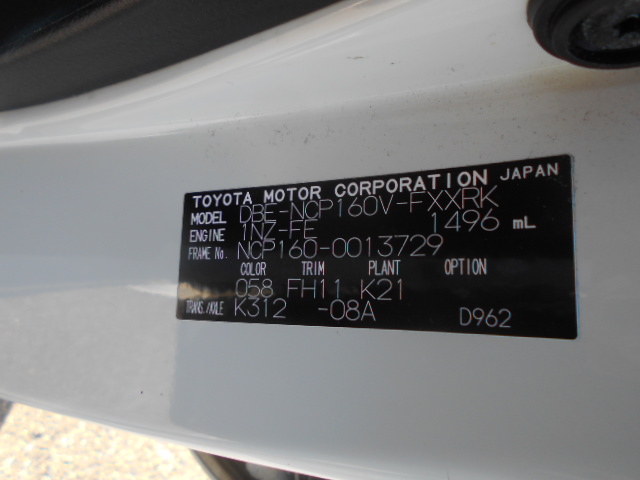 TOYOTA MOTOR CORPORATION JAPAN
MODEL DBE-NCP160V-FXXRK
ENGINE 1NZ-FE 1496 mL
FRAME No. NCP160-0013729
COLOR TRIM PLANT OPTION
058 FH11 K21
TRANS./AXLE K312 -08A D962